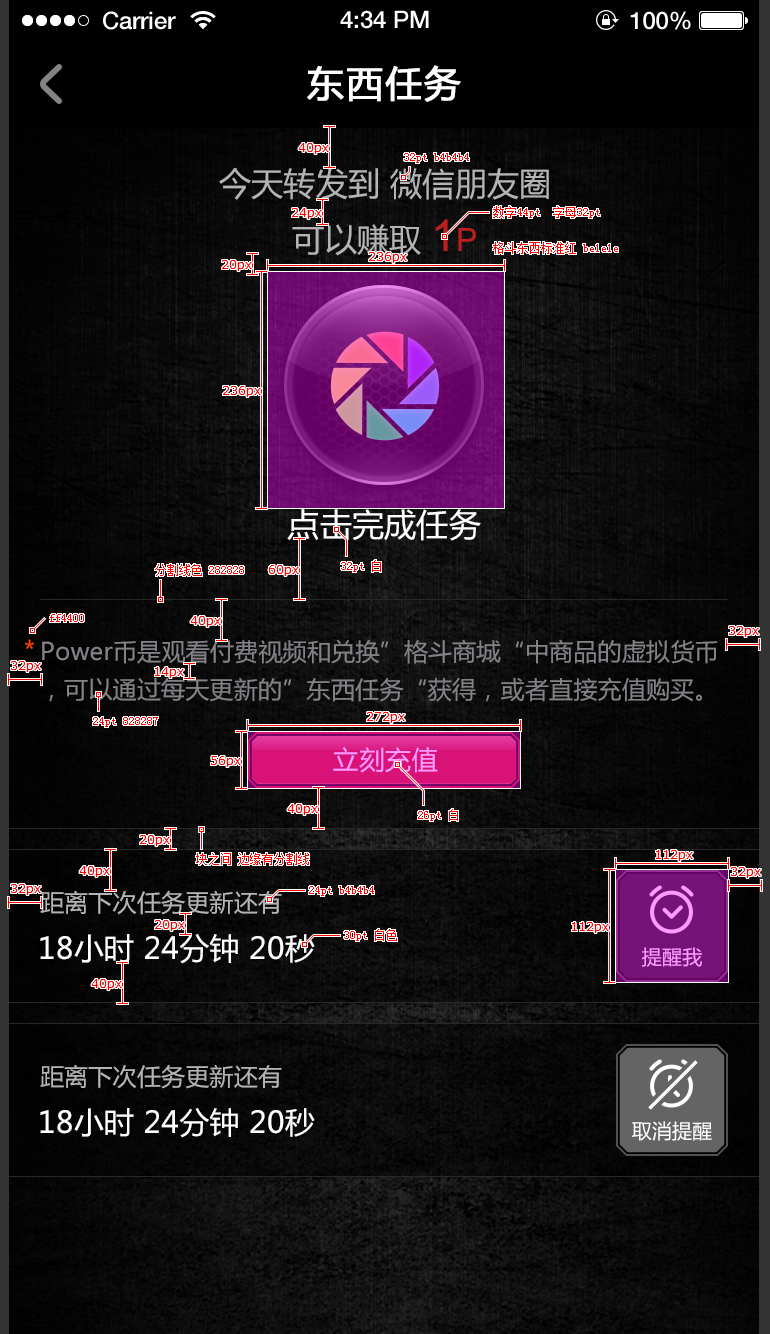 Carrier 4:34 PM 100%
东西任务
40px
32pt b4b4b4
今天转发到 微信朋友圈
24px
数字44pt 字母32pt
可以赚取 1P
格斗东西标准红 be1e1e
20px
236px
236px
点击完成任务
32pt 白
60px
分割线色 282828
40px
ff4400
32px
*Power币是观看付费视频和兑换”格斗商城“中商品的虚拟货币
32px
14px
，可以通过每天更新的”东西任务“获得，或者直接充值购买。
24pt 828287
272px
56px
立刻充值
40px
26pt 白
20px
块之间 边缘有分割线
112px
40px
32px
32px
24pt b4b4b4
距离下次任务更新还有
20px
112px
30pt 白色
18小时 24分钟 20秒
提醒我
40px
距离下次任务更新还有
18小时 24分钟 20秒
取消提醒